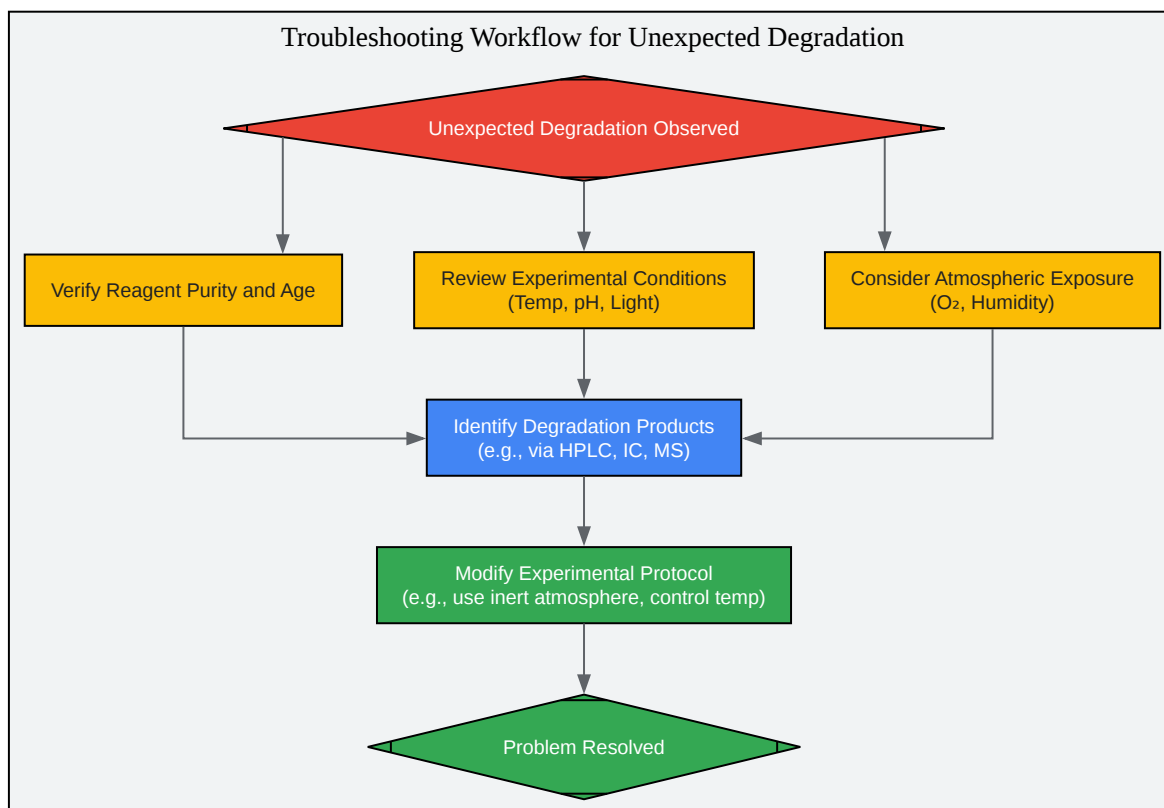 Troubleshooting Workflow for Unexpected Degradation
Unexpected Degradation Observed
Verify Reagent Purity and Age
Review Experimental Conditions
(Temp, pH, Light)
Consider Atmospheric Exposure
(O₂, Humidity)
Identify Degradation Products
(e.g., via HPLC, IC, MS)
Modify Experimental Protocol
(e.g., use inert atmosphere, control temp)
Problem Resolved